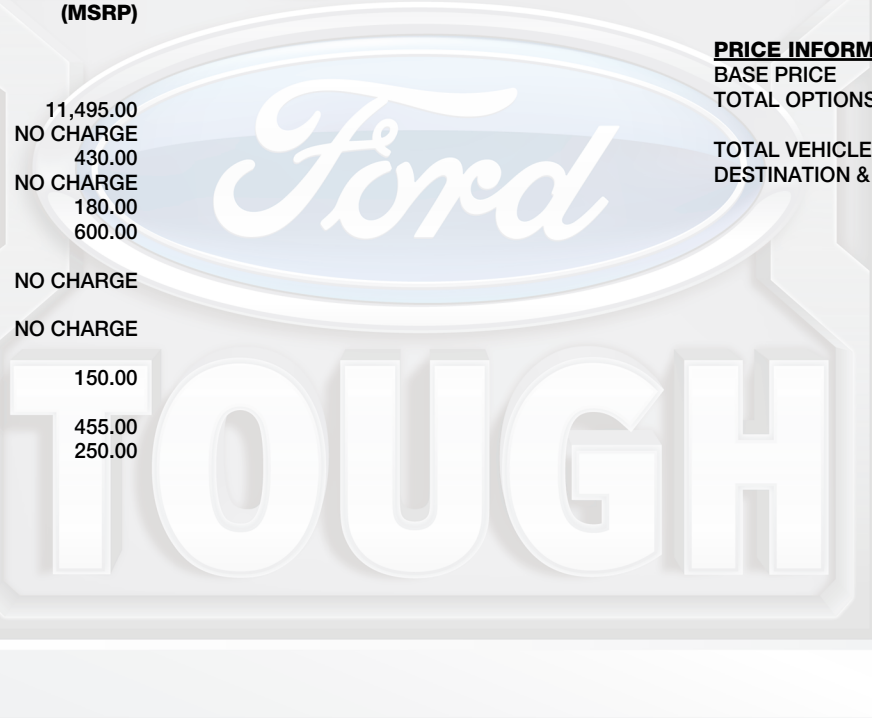 (MSRP)
11,495.00
NO CHARGE
430.00
NO CHARGE
180.00
600.00
NO CHARGE
NO CHARGE
150.00
455.00
250.00
PRICE INFORM
BASE PRICE
TOTAL OPTIONS
TOTAL VEHICLE
DESTINATION &
Ford
TOUGH